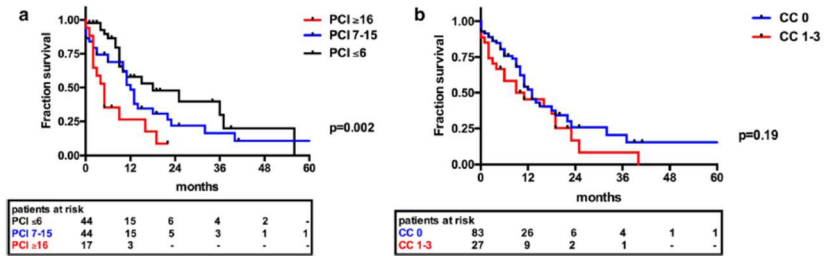 a
Fraction survival
1.00
0.75
0.50
0.25
0.00
0 12 24 36 48 60
months
PCI ≥16
PCI 7-15
PCI ≤6
p=0.002
patients at risk
PCI ≤6 44 15 6 4 2 -
PCI 7-15 44 15 5 3 1 1
PCI ≥16 17 3 - - - -
b
Fraction survival
1.00
0.75
0.50
0.25
0.00
0 12 24 36 48 60
months
CC 0
CC 1-3
p=0.19
patients at risk
CC 0 83 26 6 4 1 1
CC 1-3 27 9 2 1 - -